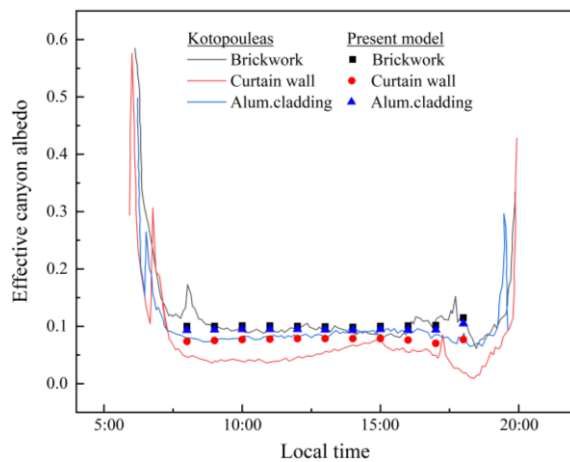 Kotopouleas Present model
Brickwork Brickwork
Curtain wall Curtain wall
Alum.cladding Alum.cladding
Effective canyon albedo
0.6
0.5
0.4
0.3
0.2
0.1
0.0
5:00 10:00 15:00 20:00
Local time